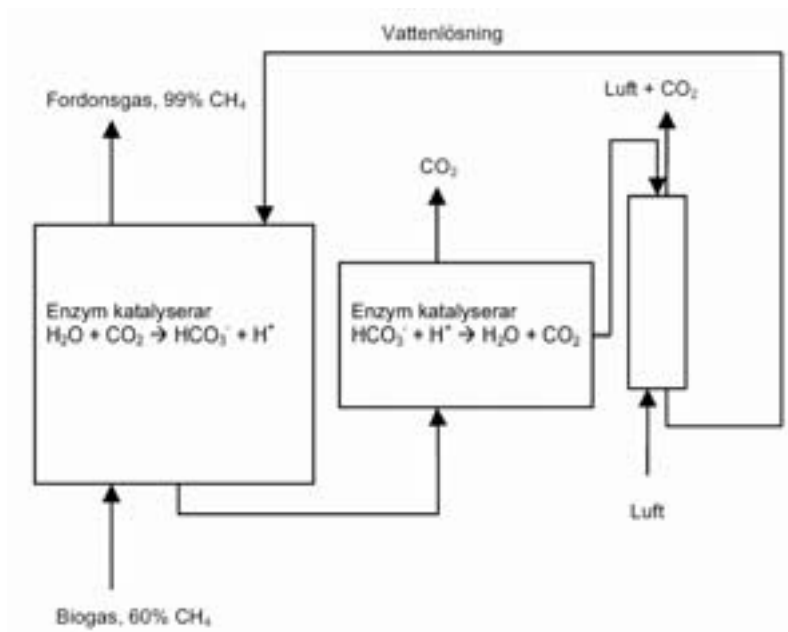 Vattenlösning
Fordonsgas, 99% CH₄
Luft + CO₂
CO₂
Enzym katalyserar
H₂O + CO₂ → HCO₃⁻ + H⁺
Enzym katalyserar
HCO₃⁻ + H⁺ → H₂O + CO₂
Luft
Biogas, 60% CH₄